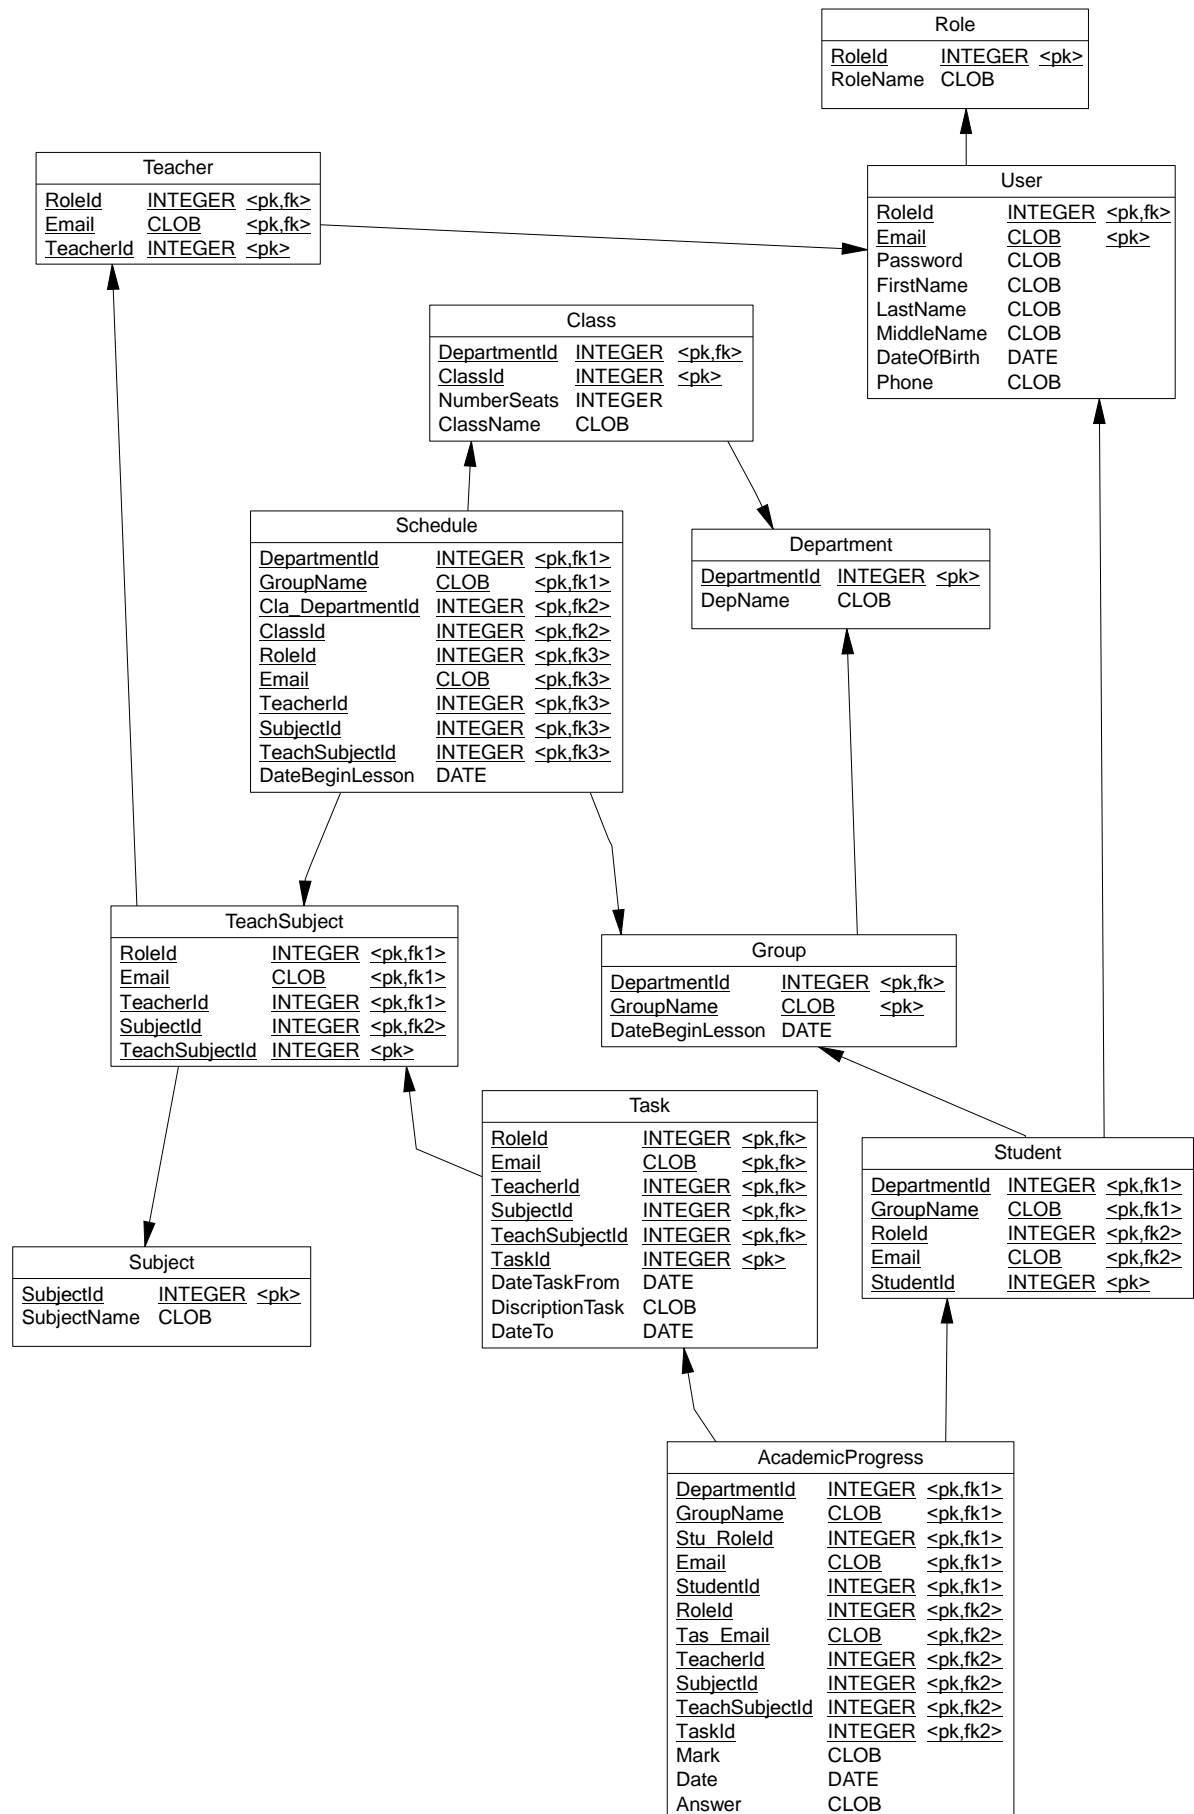 Role
RoleId INTEGER <pk>
RoleName CLOB
Teacher
RoleId INTEGER <pk,fk>
Email CLOB <pk,fk>
TeacherId INTEGER <pk>
User
RoleId INTEGER <pk,fk>
Email CLOB <pk>
Password CLOB
FirstName CLOB
LastName CLOB
MiddleName CLOB
DateOfBirth DATE
Phone CLOB
Class
DepartmentId INTEGER <pk,fk>
ClassId INTEGER <pk>
NumberSeats INTEGER
ClassName CLOB
Schedule
DepartmentId INTEGER <pk,fk1>
GroupName CLOB <pk,fk1>
Cla_DepartmentId INTEGER <pk,fk2>
ClassId INTEGER <pk,fk2>
RoleId INTEGER <pk,fk3>
Email CLOB <pk,fk3>
TeacherId INTEGER <pk,fk3>
SubjectId INTEGER <pk,fk3>
TeachSubjectId INTEGER <pk,fk3>
DateBeginLesson DATE
Department
DepartmentId INTEGER <pk>
DepName CLOB
TeachSubject
RoleId INTEGER <pk,fk1>
Email CLOB <pk,fk1>
TeacherId INTEGER <pk,fk1>
SubjectId INTEGER <pk,fk2>
TeachSubjectId INTEGER <pk>
Group
DepartmentId INTEGER <pk,fk>
GroupName CLOB <pk>
DateBeginLesson DATE
Task
RoleId INTEGER <pk,fk>
Email CLOB <pk,fk>
TeacherId INTEGER <pk,fk>
SubjectId INTEGER <pk,fk>
TeachSubjectId INTEGER <pk,fk>
TaskId INTEGER <pk>
DateTaskFrom DATE
DiscriptionTask CLOB
DateTo DATE
Student
DepartmentId INTEGER <pk,fk1>
GroupName CLOB <pk,fk1>
RoleId INTEGER <pk,fk2>
Email CLOB <pk,fk2>
StudentId INTEGER <pk>
Subject
SubjectId INTEGER <pk>
SubjectName CLOB
AcademicProgress
DepartmentId INTEGER <pk,fk1>
GroupName CLOB <pk,fk1>
Stu_RoleId INTEGER <pk,fk1>
Email CLOB <pk,fk1>
StudentId INTEGER <pk,fk1>
RoleId INTEGER <pk,fk2>
Tas_Email CLOB <pk,fk2>
TeacherId INTEGER <pk,fk2>
SubjectId INTEGER <pk,fk2>
TeachSubjectId INTEGER <pk,fk2>
TaskId INTEGER <pk,fk2>
Mark CLOB
Date DATE
Answer CLOB